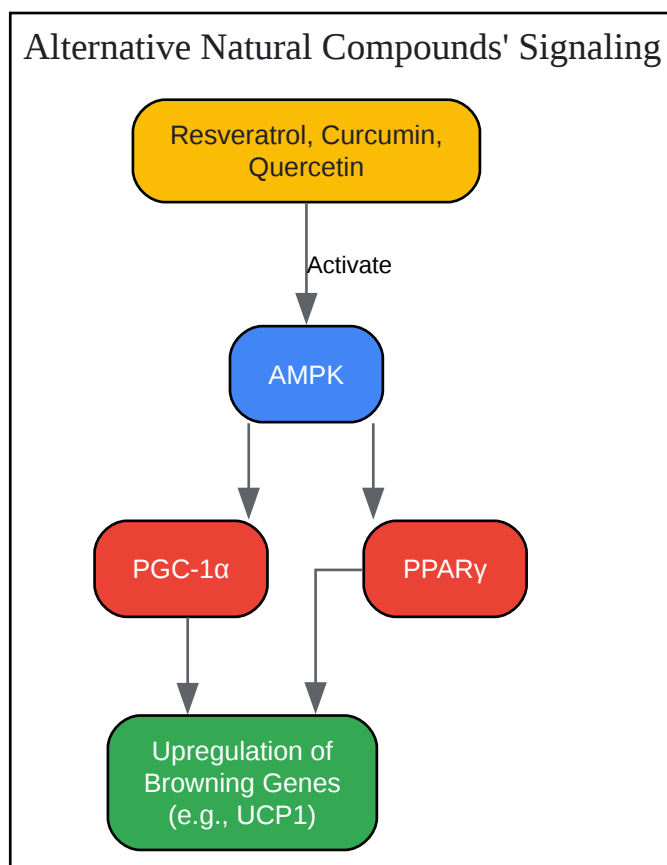 Alternative Natural Compounds' Signaling
Resveratrol, Curcumin,
Quercetin
Activate
AMPK
PGC-1α
PPARγ
Upregulation of
Browning Genes
(e.g., UCP1)